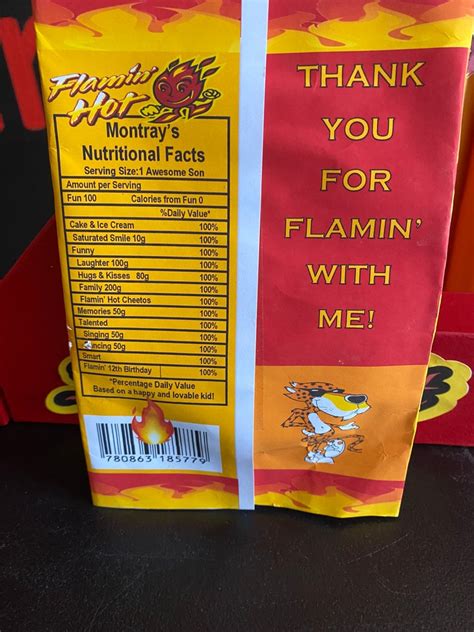 Flamin'
Hot
Montray's
Nutritional Facts
Serving Size:1 Awesome Son
Amount per Serving
Fun 100 Calories from Fun 0
%Daily Value*
Cake & Ice Cream 100%
Saturated Smile 10g 100%
Funny 100%
Laughter 100g 100%
Hugs & Kisses 80g 100%
Family 200g 100%
Flamin' Hot Cheetos 100%
Memories 50g 100%
Talented 100%
Singing 50g 100%
ncing 50g 100%
Smart 100%
Flamin' 12th Birthday 100%
*Percentage Daily Value
Based on a happy and lovable kid!
780863 185779
THANK
YOU
FOR
FLAMIN'
WITH
ME!